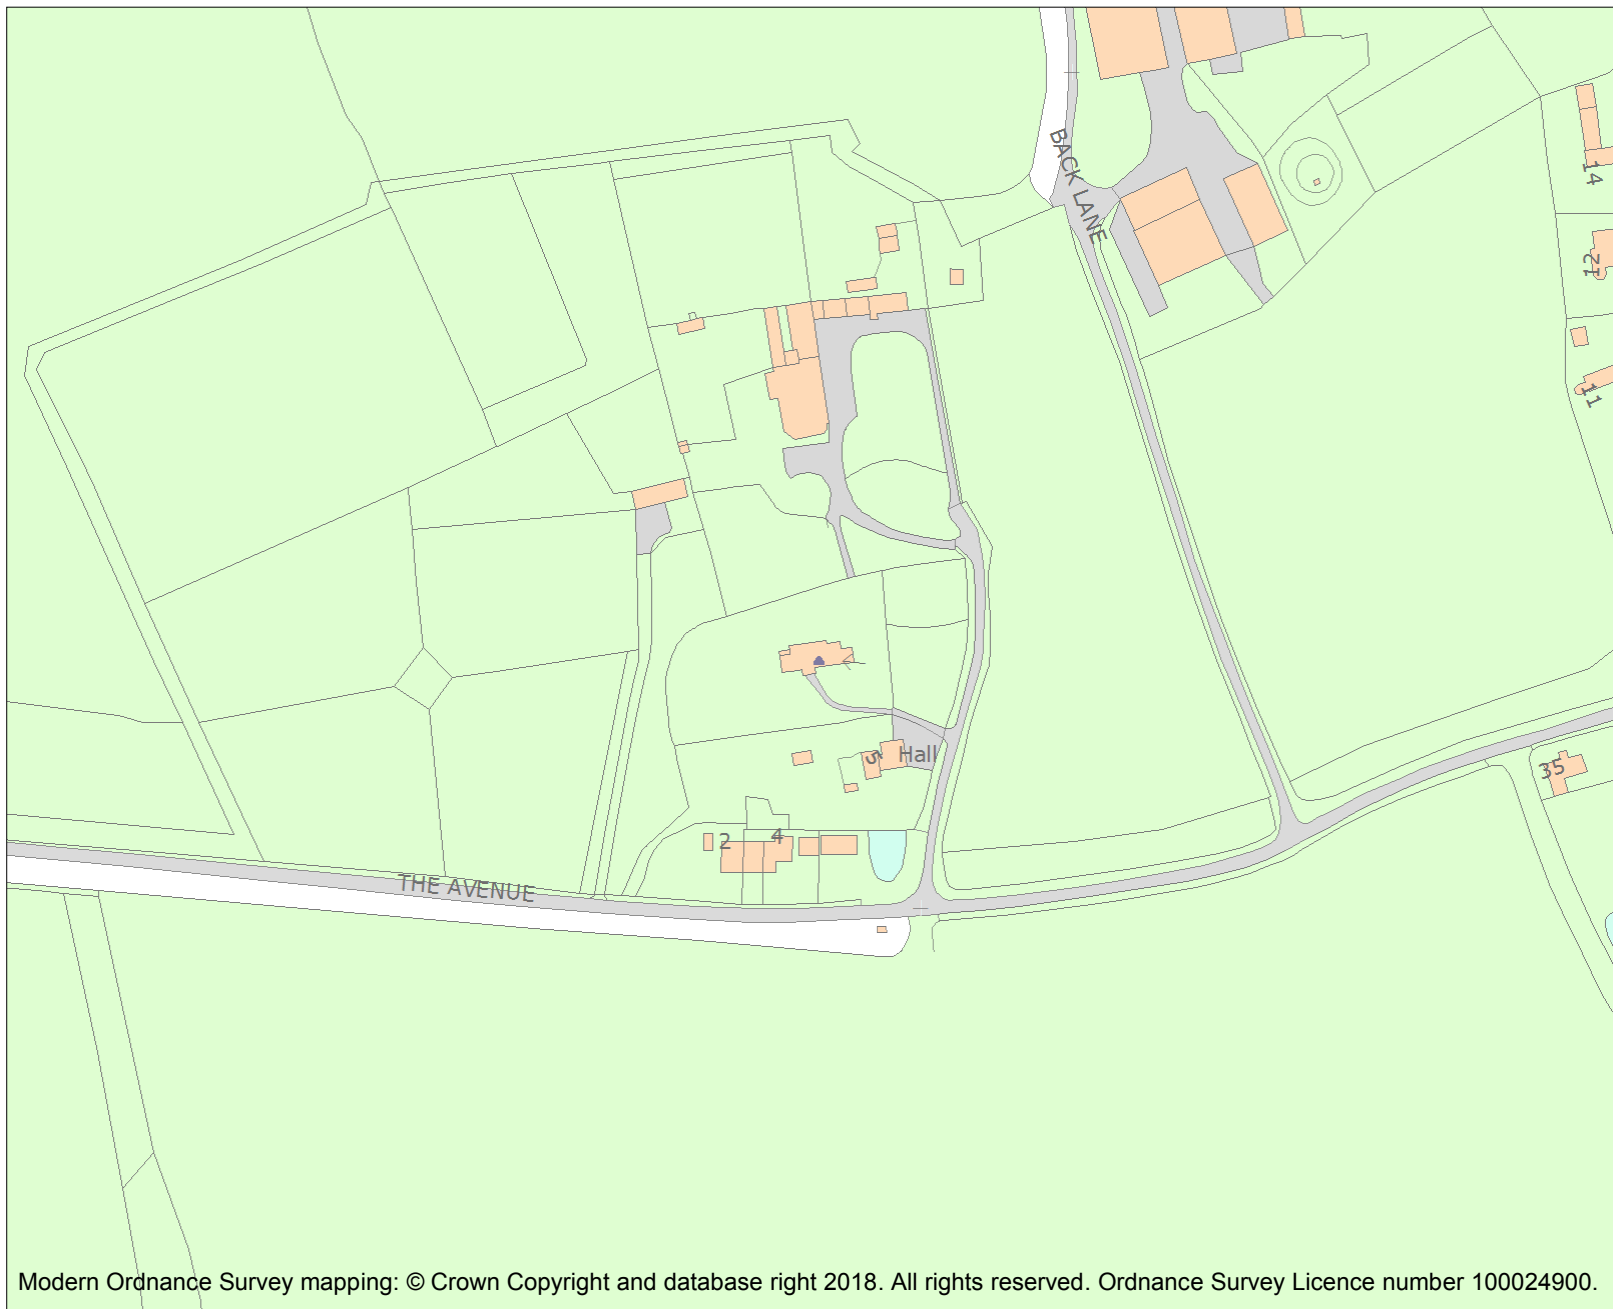 BACK LANE
14
12
11
Hall
5
35
2
4
THE AVENUE
Modern Ordnance Survey mapping: © Crown Copyright and database right 2018. All rights reserved. Ordnance Survey Licence number 100024900.